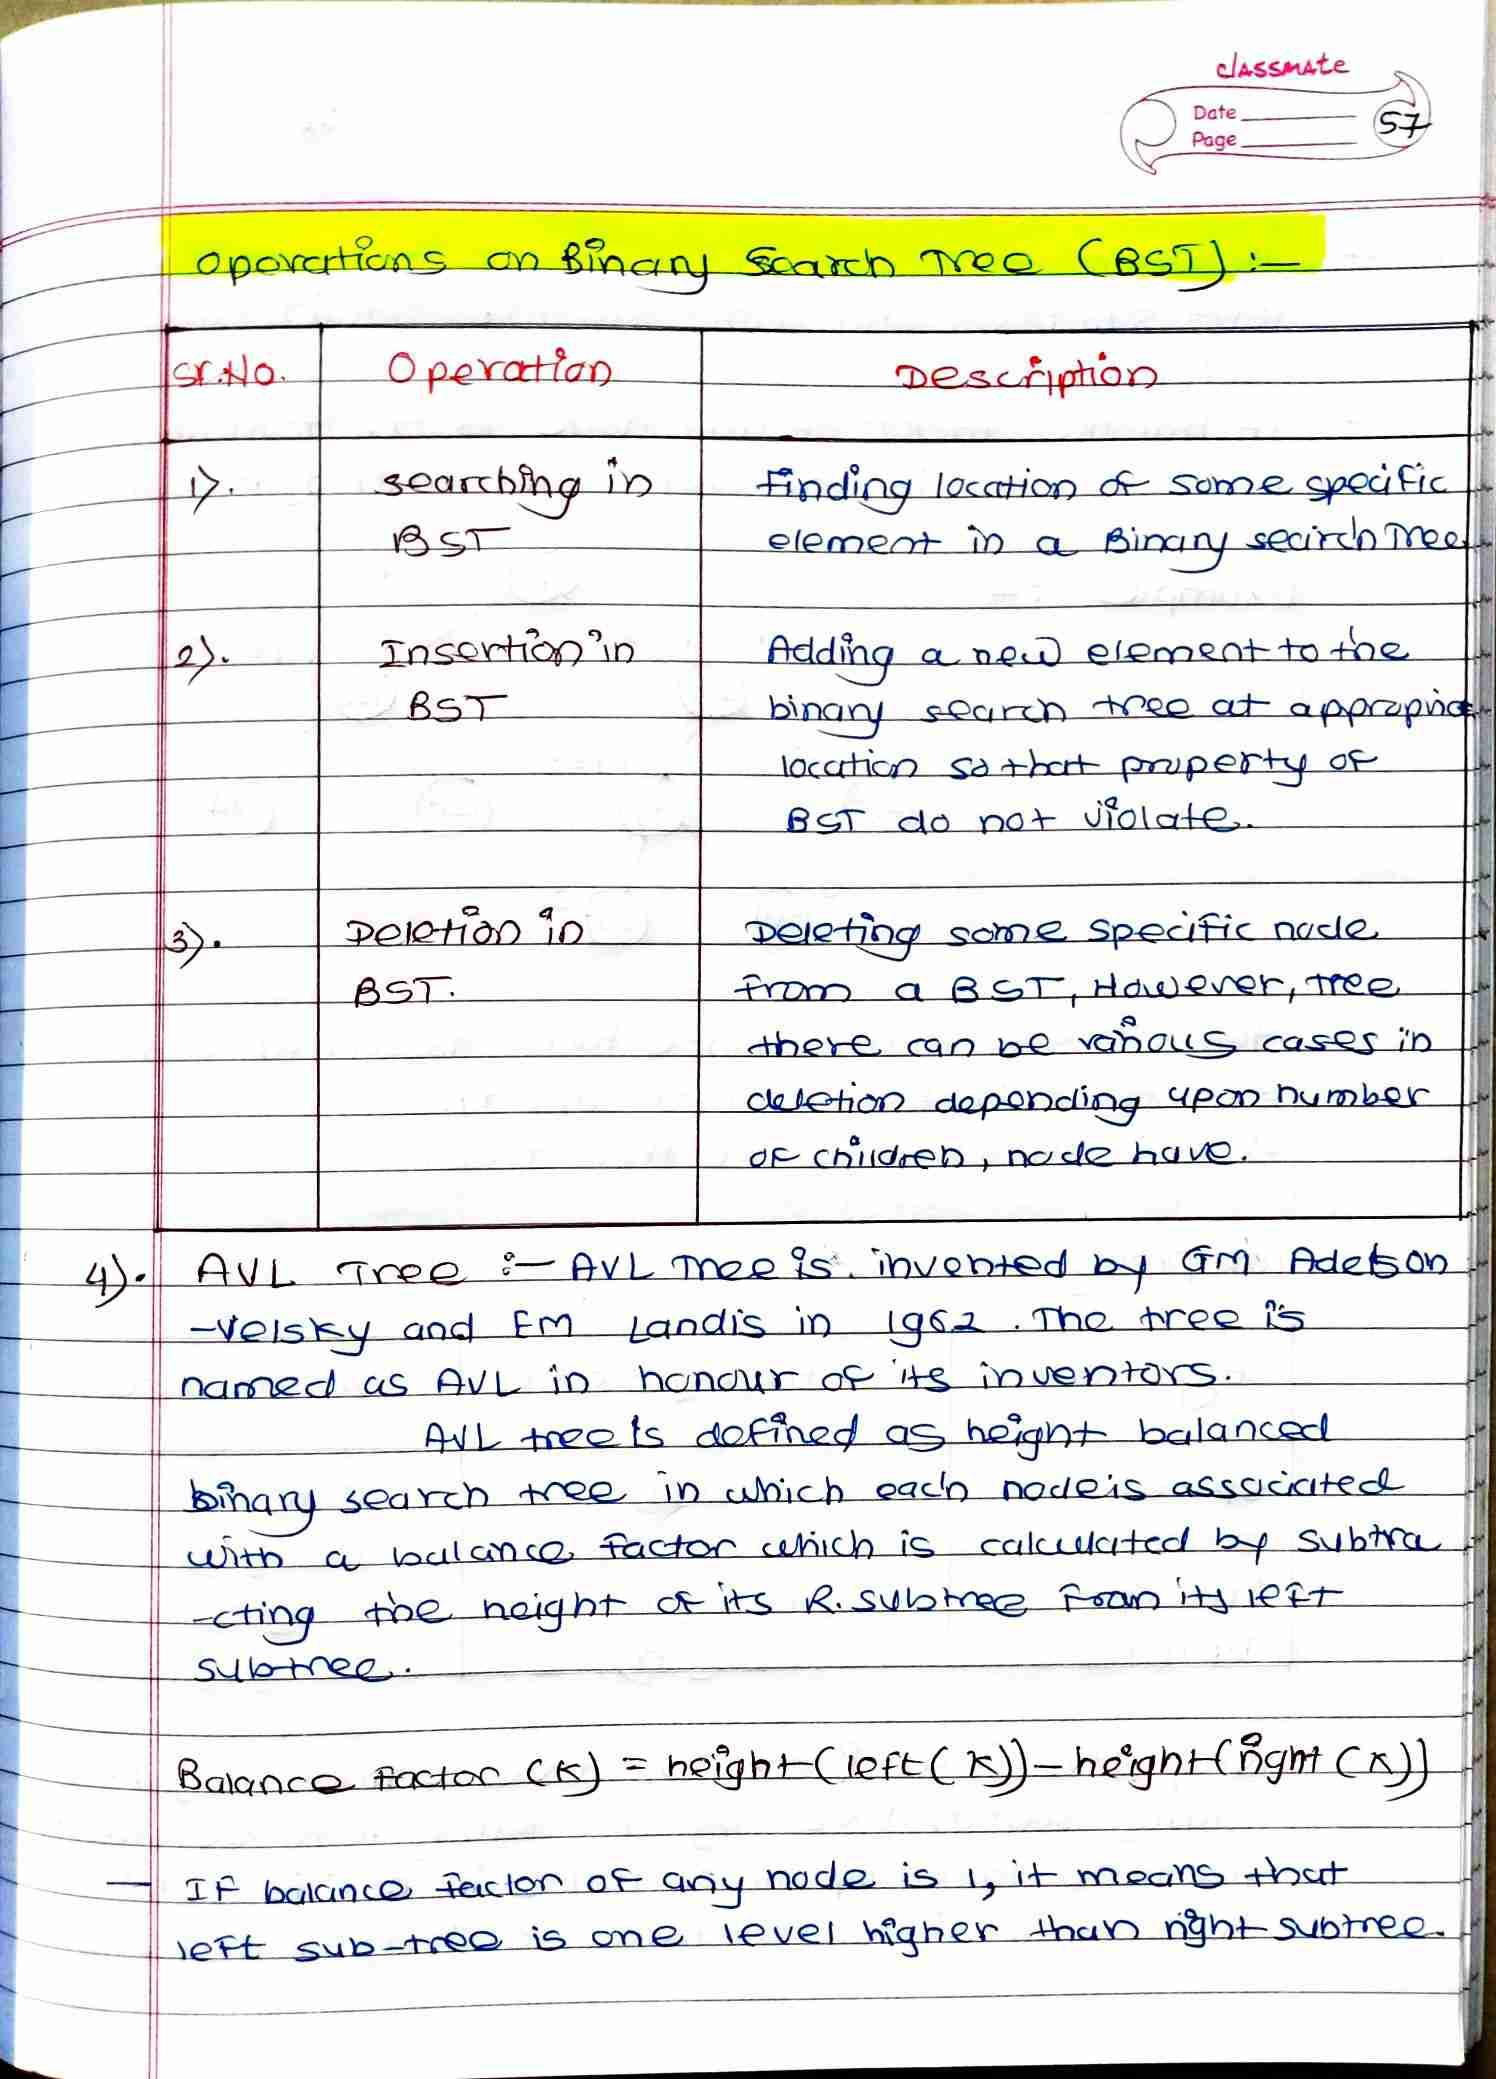 classmate
Date
Page
57
Operations on Binary Search Tree (BST) :-
Sr.No. Operation Description
1). searching in BST
finding location of some specific
element in a Binary search Tree
2). Insertion in BST
Adding a new element to the
binary search tree at appropria
location so that property of
BST do not violate.
3). Deletion in BST.
Deleting some specific node
from a BST, However, tree
there can be various cases in
deletion depending upon number
of children, node have.
4). AVL Tree :- AVL Tree is invented by GM Adelson
-Velsky and EM Landis in 1962. The tree is
named as AVL in honour of its inventors.
AVL tree is defined as height balanced
binary search tree in which each node is associated
with a balance factor which is calculated by subtra
-cting the height of its R. subtree from its left
subtree.
Balance factor (K) = height (left (K)) - height (right (K))
- If balance factor of any node is 1, it means that
left sub-tree is one level higher than right subtree.